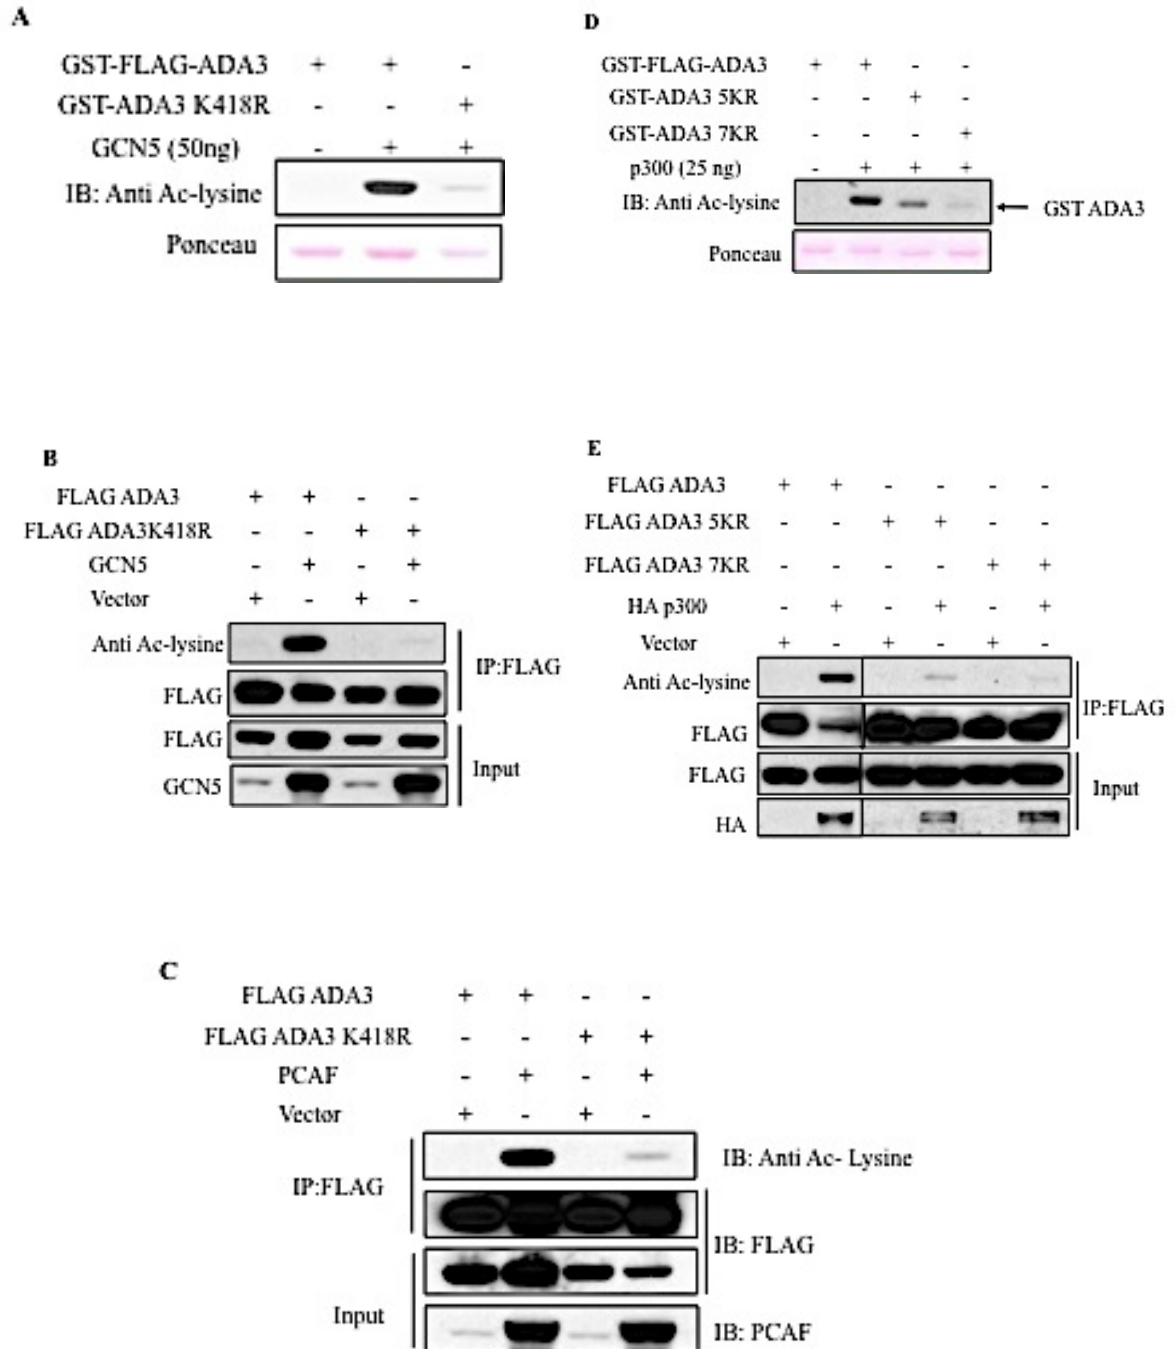 A
GST-FLAG-ADA3 + + -
GST-ADA3 K418R - - +
GCN5 (50ng) - + +
IB: Anti Ac-lysine
Ponceau
D
GST-FLAG-ADA3 + + - -
GST-ADA3 5KR - - + -
GST-ADA3 7KR - - - +
p300 (25 ng) - + + +
IB: Anti Ac-lysine GST ADA3
Ponceau
B
FLAG ADA3 + + - -
FLAG ADA3K418R - - + +
GCN5 - + - +
Vector + - + -
Anti Ac-lysine
IP:FLAG
FLAG
FLAG
Input
GCN5
E
FLAG ADA3 + + - - - -
FLAG ADA3 5KR - - + + - -
FLAG ADA3 7KR - - - - + +
HA p300 - + - + - +
Vector + - + - + -
Anti Ac-lysine
IP:FLAG
FLAG
FLAG
Input
HA
C
FLAG ADA3 + + - -
FLAG ADA3 K418R - - + +
PCAF - + - +
Vector + - + -
IB: Anti Ac- Lysine
IP:FLAG
IB: FLAG
Input
IB: PCAF